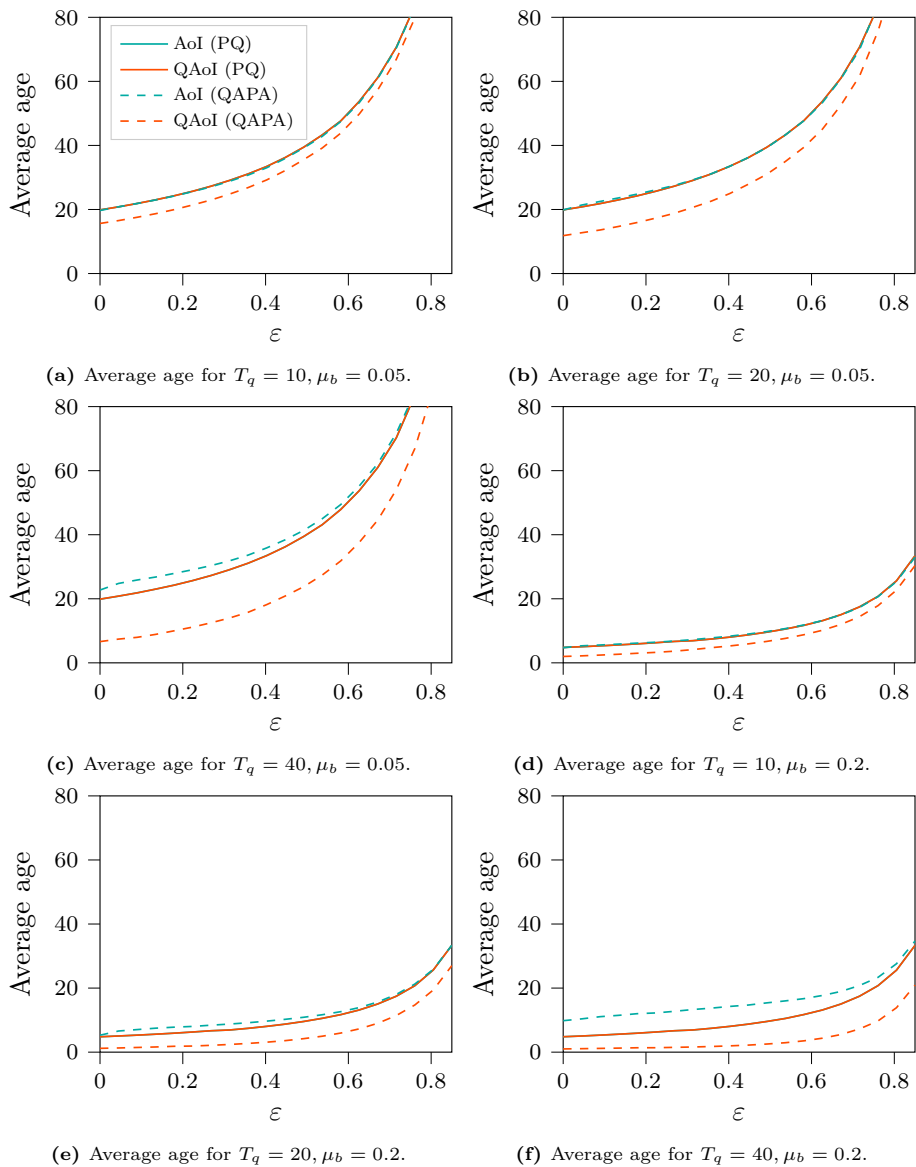 80
60
40
20
0
0
0.2
0.4
0.6
0.8
Average age
ε
AoI (PQ)
QAoI (PQ)
AoI (QAPA)
QAoI (QAPA)
(a) Average age for T_q = 10, μ_b = 0.05.
80
60
40
20
0
0
0.2
0.4
0.6
0.8
Average age
ε
(b) Average age for T_q = 20, μ_b = 0.05.
80
60
40
20
0
0
0.2
0.4
0.6
0.8
Average age
ε
(c) Average age for T_q = 40, μ_b = 0.05.
80
60
40
20
0
0
0.2
0.4
0.6
0.8
Average age
ε
(d) Average age for T_q = 10, μ_b = 0.2.
80
60
40
20
0
0
0.2
0.4
0.6
0.8
Average age
ε
(e) Average age for T_q = 20, μ_b = 0.2.
80
60
40
20
0
0
0.2
0.4
0.6
0.8
Average age
ε
(f) Average age for T_q = 40, μ_b = 0.2.